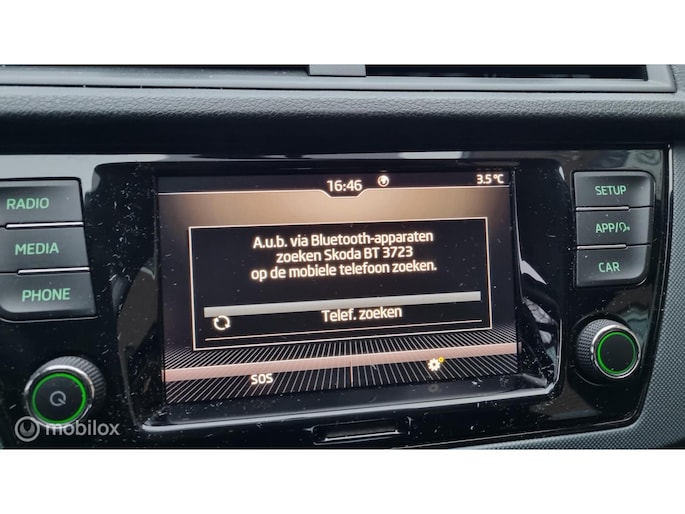 16:46
3.5 °C
RADIO
MEDIA
PHONE
A.u.b. via Bluetooth-apparaten
zoeken Skoda BT 3723
op de mobiele telefoon zoeken.
Telef. zoeken
SOS
SETUP
APP/
CAR
mobilox